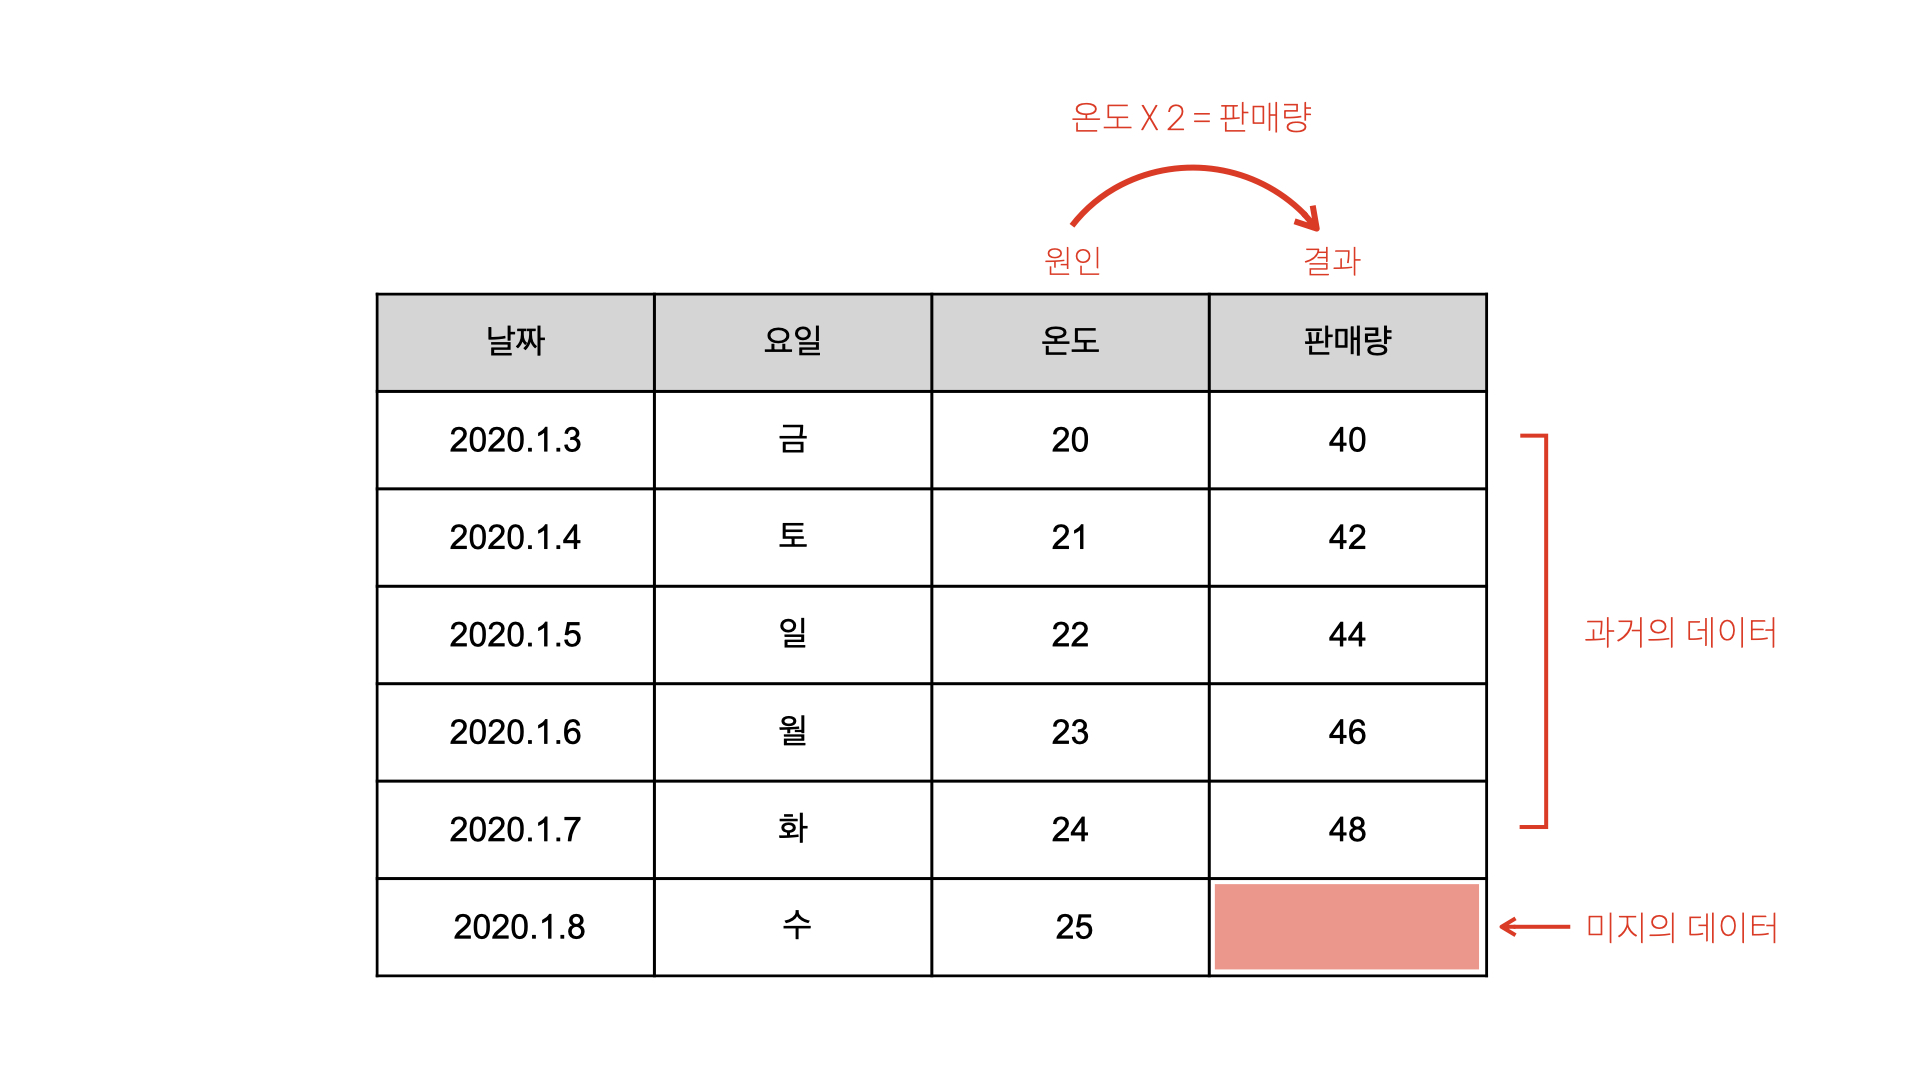 온도 X 2 = 판매량
원인 결과
날짜 요일 온도 판매량
2020.1.3 금 20 40
2020.1.4 토 21 42
2020.1.5 일 22 44
과거의 데이터
2020.1.6 월 23 46
2020.1.7 화 24 48
2020.1.8 수 25
미지의 데이터